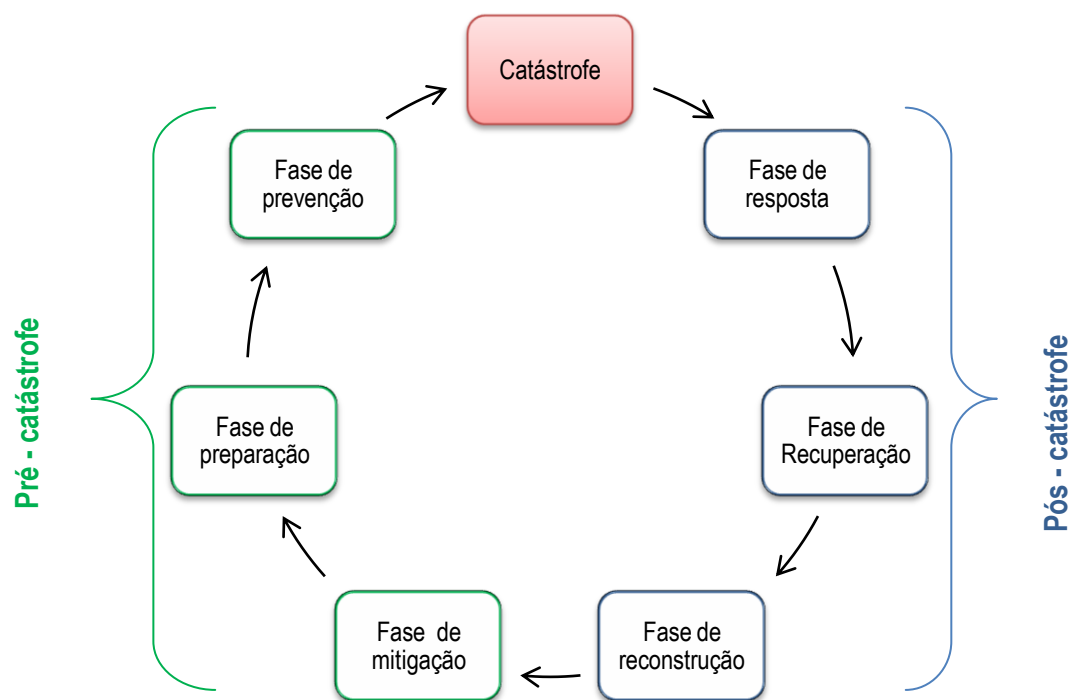 Catástrofe
Fase de
resposta
Fase de
Recuperação
Fase de
reconstrução
Fase de
mitigação
Fase de
preparação
Fase de
prevenção
Pré - catástrofe
Pós - catástrofe